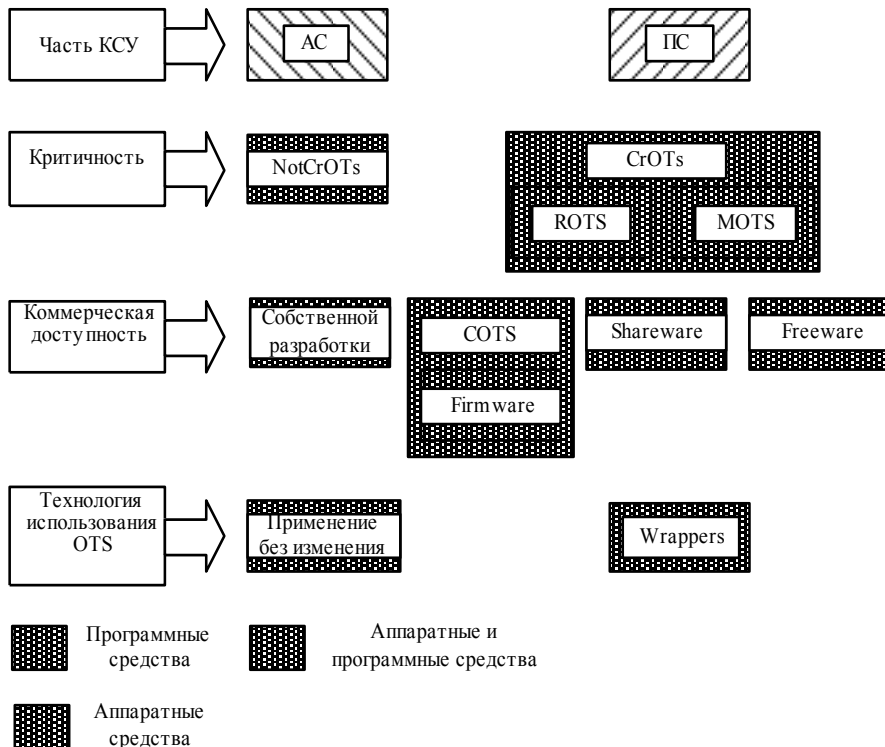 Часть КСУ
АС
ПС
Критичность
NotCrOTs
CrOTs
ROTS
MOTS
Коммерческая
доступность
Собственной
разработки
COTS
Firmware
Shareware
Freeware
Технология
использования
OTS
Применение
без изменения
Wrappers
Программные
средства
Аппаратные и
программные средства
Аппаратные
средства